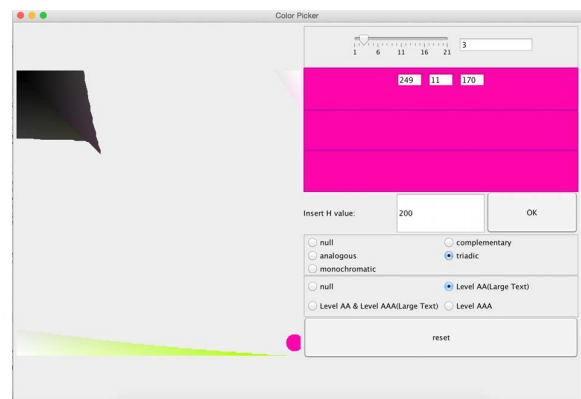 Color Picker
3
1 6 11 16 21
249 11 170
Insert H value: 200 OK
null complementary
analogous triadic
monochromatic
null Level AA(Large Text)
Level AA & Level AAA(Large Text) Level AAA
reset